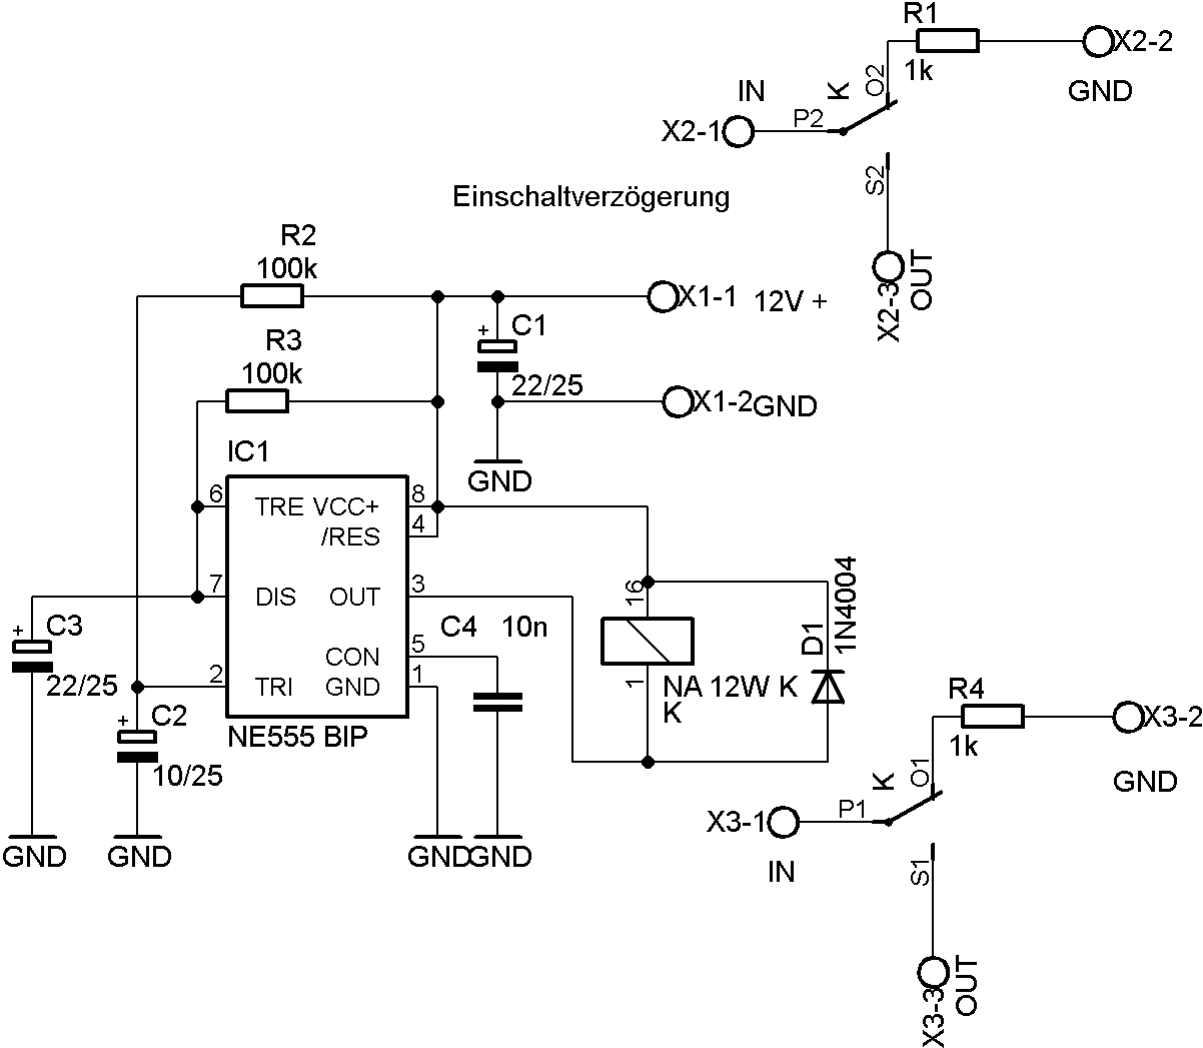 R1
1k
X2-2
GND
IN
K
O2
X2-1
P2
S2
X2-3
OUT
Einschaltverzögerung
R2
100k
X1-1
12V +
+
C1
22/25
R3
100k
X1-2
GND
GND
IC1
6
TRE
VCC+
8
/RES
4
7
DIS
OUT
3
CON
5
2
TRI
GND
1
NE555 BIP
+
C3
22/25
+
C2
10/25
C4
10n
GND
GND
GND
GND
16
1
NA 12W K
K
D1
1N4004
R4
1k
X3-2
GND
K
O1
X3-1
P1
IN
S1
X3-3
OUT